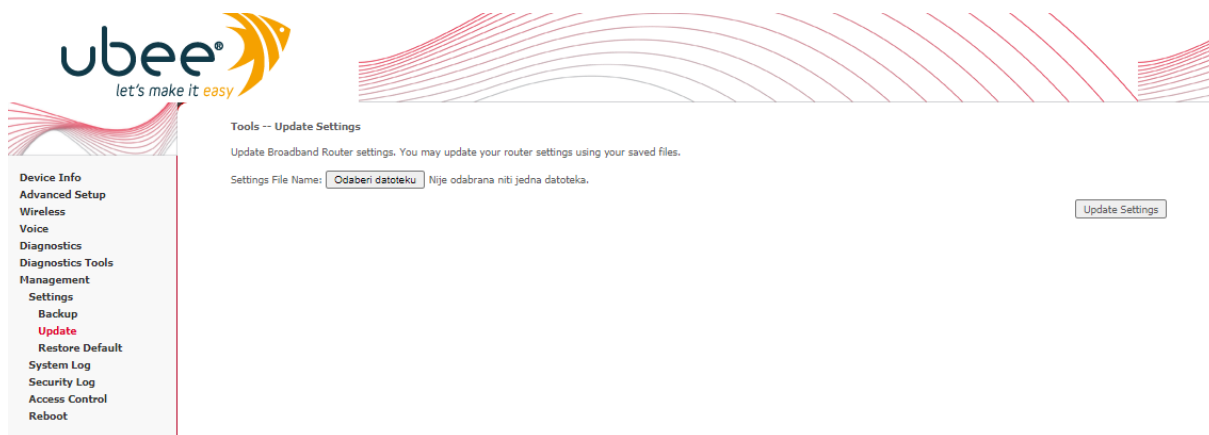 ubee®
let's make it easy
Tools -- Update Settings
Update Broadband Router settings. You may update your router settings using your saved files.
Settings File Name: Odaberi datoteku Nije odabrana niti jedna datoteka.
Update Settings
Device Info
Advanced Setup
Wireless
Voice
Diagnostics
Diagnostics Tools
Management
Settings
Backup
Update
Restore Default
System Log
Security Log
Access Control
Reboot